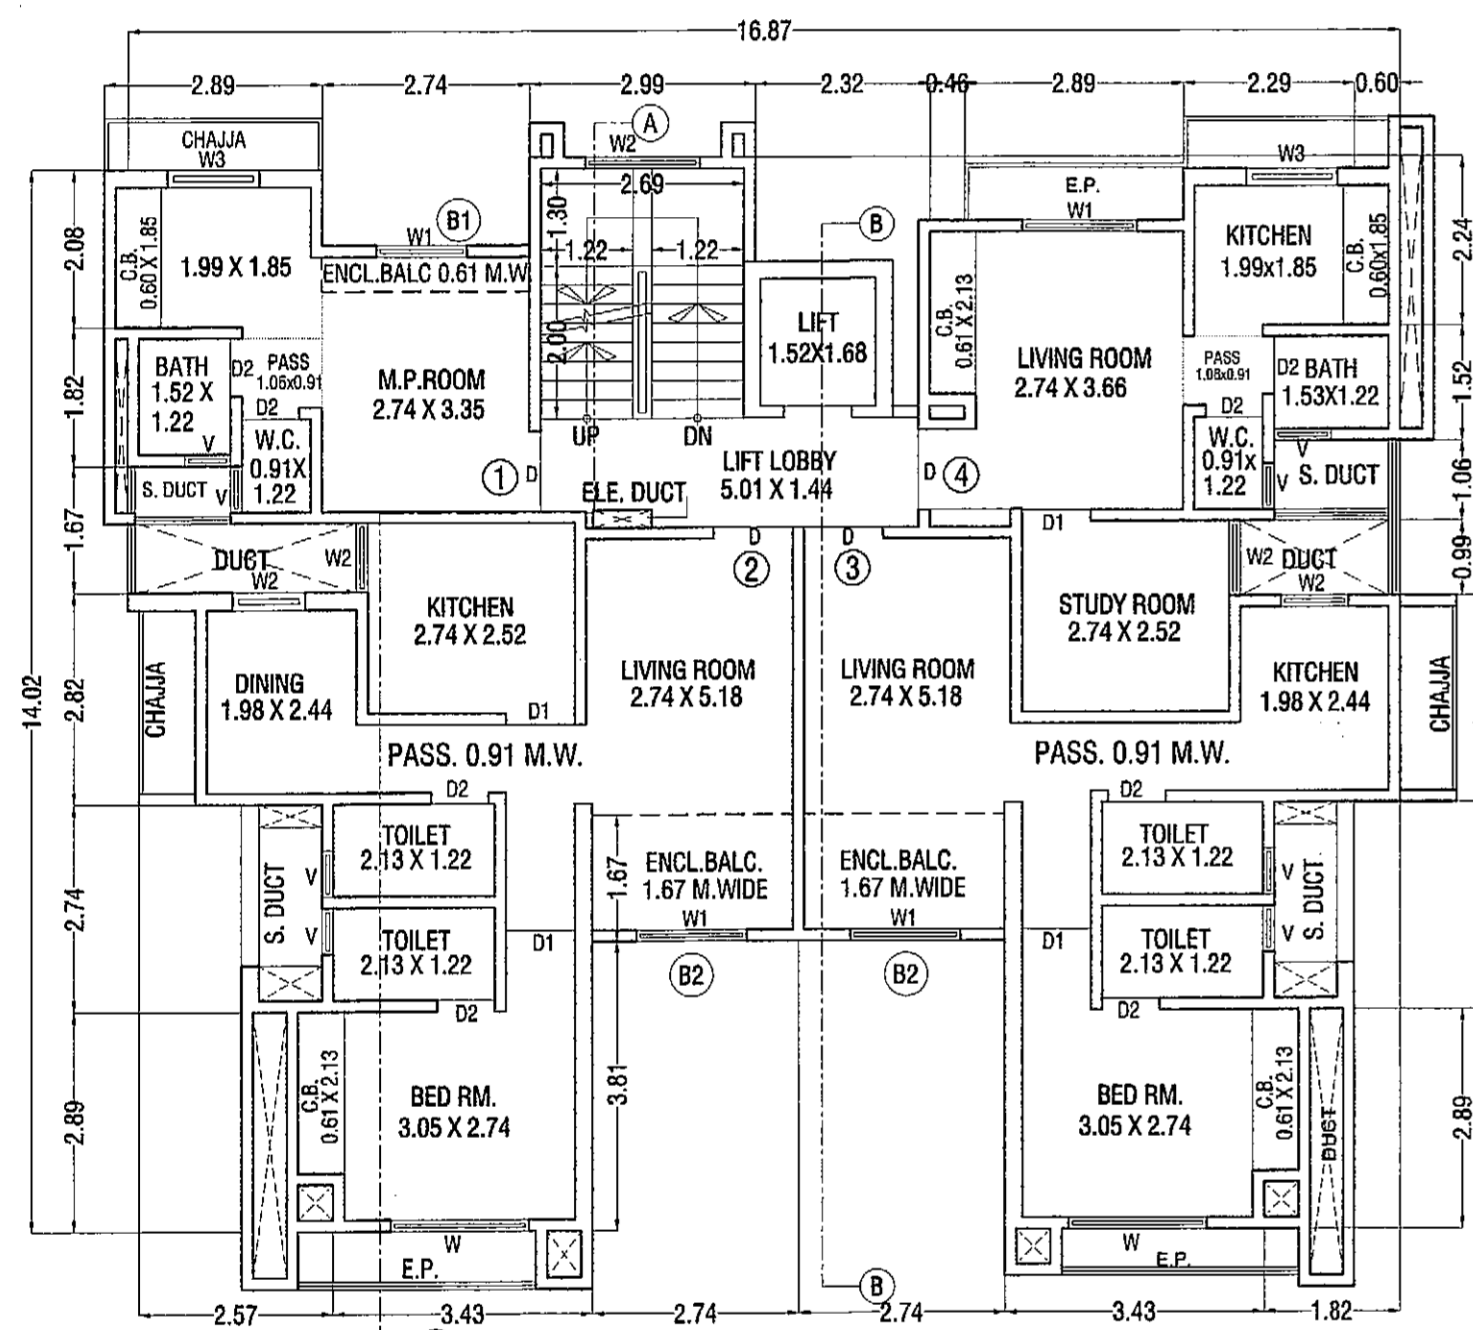 16.87
2.89
2.74
2.99
2.32
0.46
2.89
2.29
0.60
CHAJJA
W3
W2
A
W3
2.69
E.P.
W1
1.30
B1
W1
B
KITCHEN
1.99x1.85
C.B.
0.60x1.85
2.24
2.08
C.B.
0.60 X 1.85
1.99 X 1.85
ENCL.BALC 0.61 M.W.
1.22
1.22
C.B.
0.61 X 2.13
LIFT
1.52X1.68
2.00
LIVING ROOM
2.74 X 3.66
PASS
1.06x0.91
D2
BATH
1.53X1.22
1.52
1.82
BATH
1.52 X
1.22
V
D2
PASS
1.06x0.91
D2
M.P.ROOM
2.74 X 3.35
D2
W.C.
0.91X
1.22
UP
DN
W.C.
0.91x
1.22
V
V
S. DUCT
1.06
LIFT LOBBY
5.01 X 1.44
1
D
D
4
S. DUCT
V
ELE. DUCT
1.67
D1
DUCT
W2
W2
D
2
D
3
W2
DUCT
W2
0.99
KITCHEN
2.74 X 2.52
STUDY ROOM
2.74 X 2.52
14.02
2.82
CHAJJA
DINING
1.98 X 2.44
LIVING ROOM
2.74 X 5.18
LIVING ROOM
2.74 X 5.18
KITCHEN
1.98 X 2.44
CHAJJA
D1
PASS. 0.91 M.W.
PASS. 0.91 M.W.
D2
D2
TOILET
2.13 X 1.22
TOILET
2.13 X 1.22
2.74
S. DUCT
V
V
1.67
ENCL.BALC.
1.67 M.WIDE
W1
ENCL.BALC.
1.67 M.WIDE
W1
V
V
S. DUCT
TOILET
2.13 X 1.22
D1
D1
TOILET
2.13 X 1.22
B2
B2
D2
D2
2.89
C.B.
0.61 X 2.13
BED RM.
3.05 X 2.74
3.81
BED RM.
3.05 X 2.74
C.B.
0.61 X 2.13
DUCT
2.89
W
E.P.
W
E.P.
B
2.57
3.43
2.74
2.74
3.43
1.82